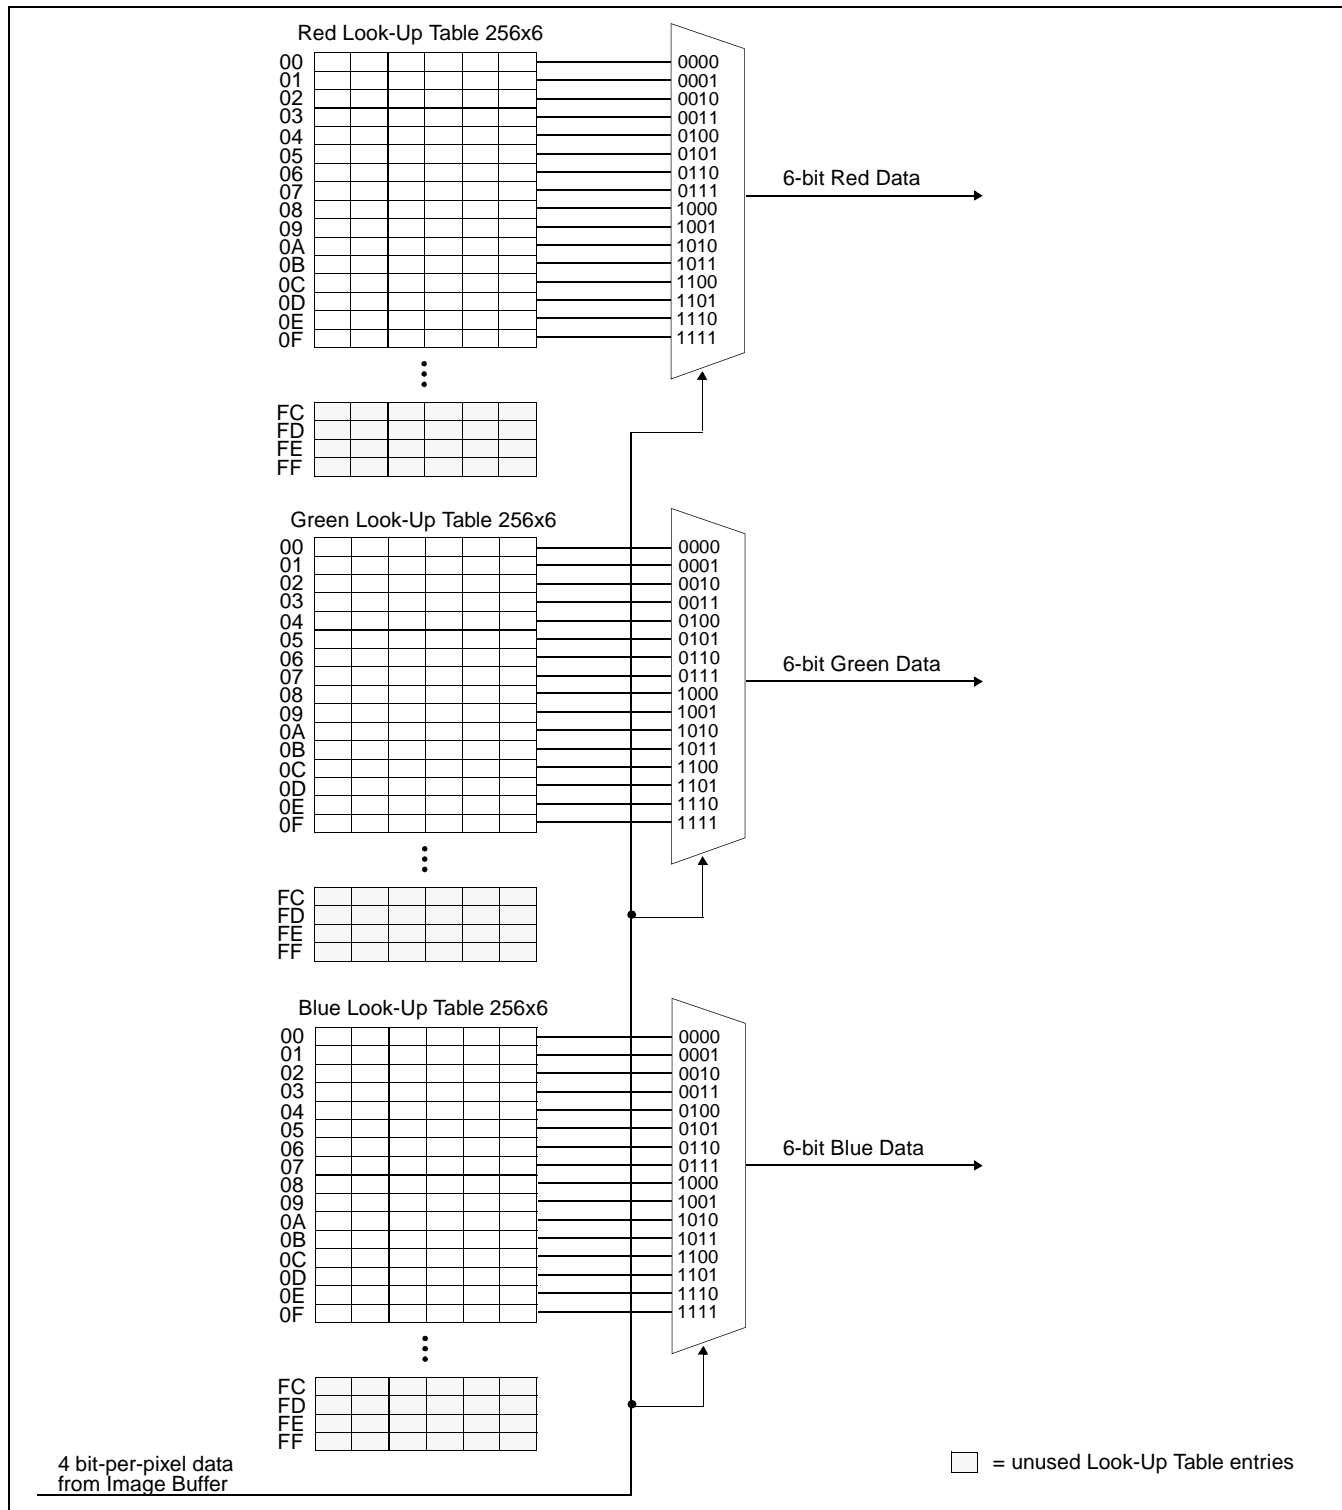 Red Look-Up Table 256x6
00 0000
01 0001
02 0010
03 0011
04 0100
05 0101
06 0110
07 0111
08 1000
09 1001
0A 1010
0B 1011
0C 1100
0D 1101
0E 1110
0F 1111
6-bit Red Data
FC
FD
FE
FF
Green Look-Up Table 256x6
00 0000
01 0001
02 0010
03 0011
04 0100
05 0101
06 0110
07 0111
08 1000
09 1001
0A 1010
0B 1011
0C 1100
0D 1101
0E 1110
0F 1111
6-bit Green Data
FC
FD
FE
FF
Blue Look-Up Table 256x6
00 0000
01 0001
02 0010
03 0011
04 0100
05 0101
06 0110
07 0111
08 1000
09 1001
0A 1010
0B 1011
0C 1100
0D 1101
0E 1110
0F 1111
6-bit Blue Data
FC
FD
FE
FF
4 bit-per-pixel data
from Image Buffer
= unused Look-Up Table entries